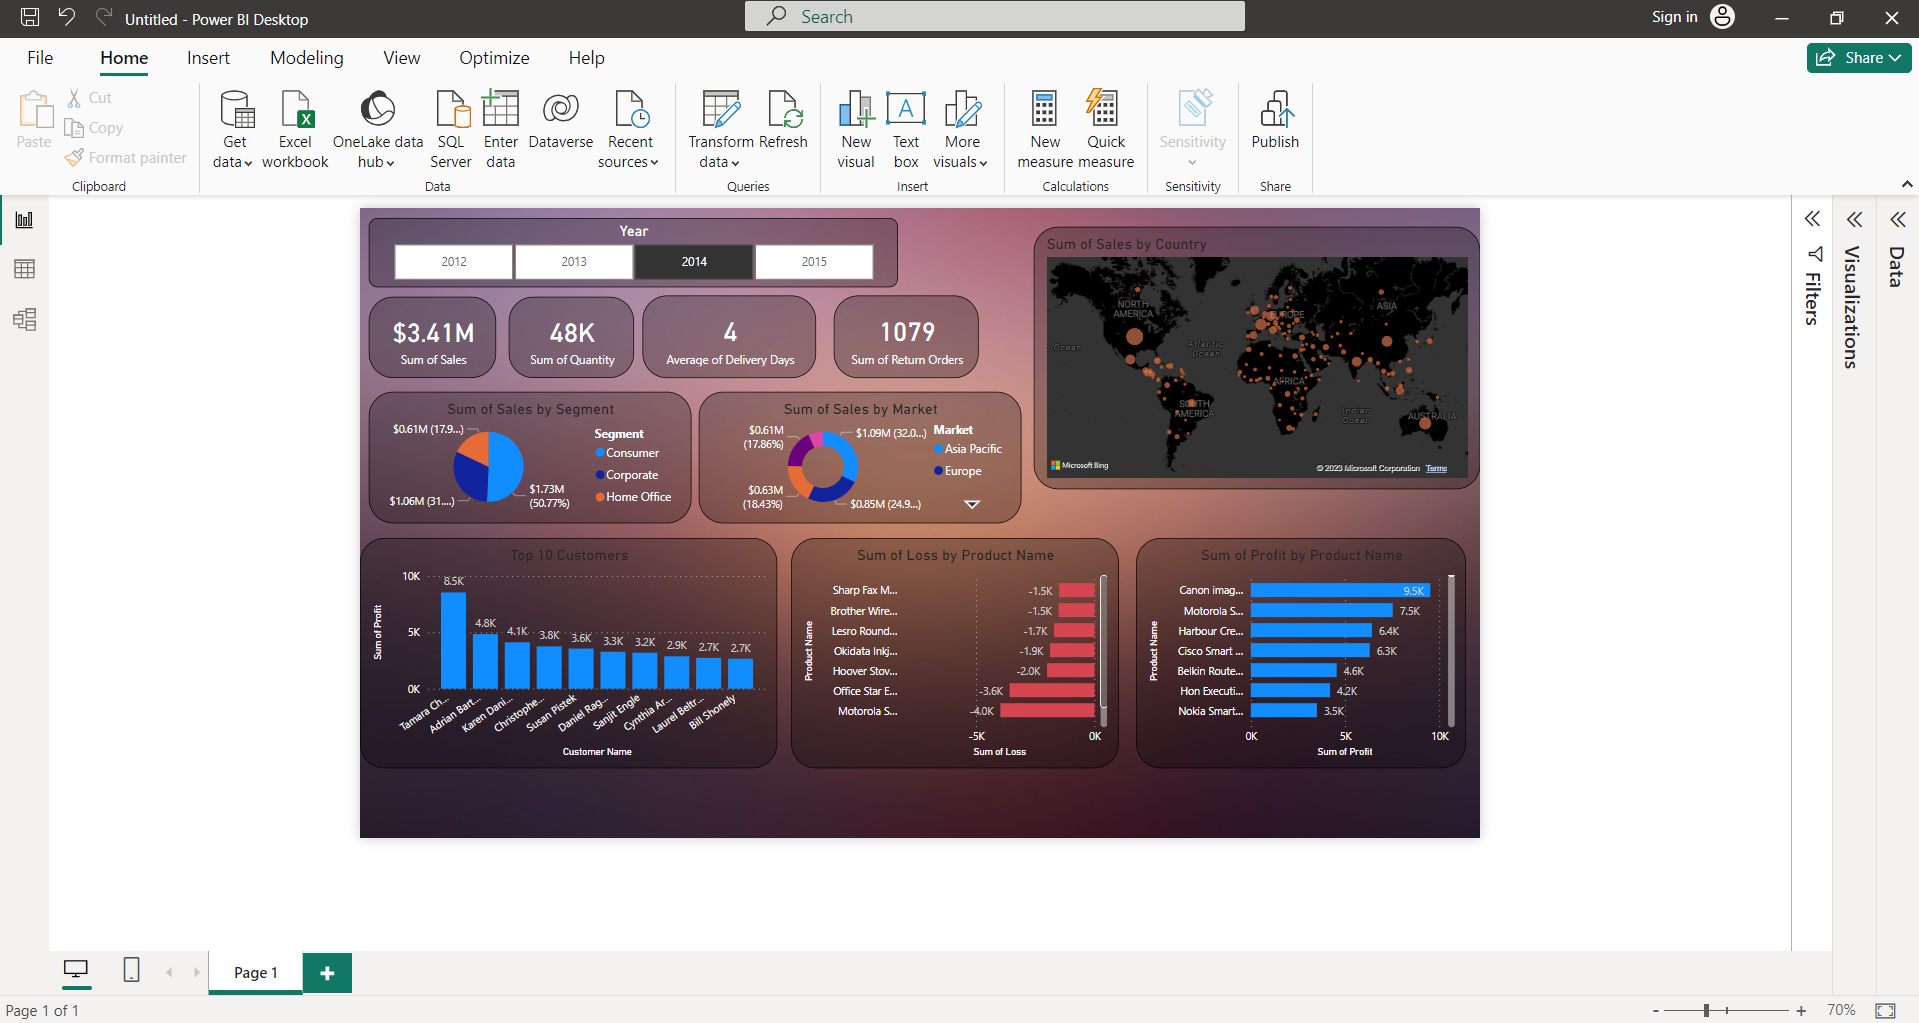 Untitled - Power BI Desktop
Search
Sign in
File
Home
Insert
Modeling
View
Optimize
Help
Share
Paste
Cut
Copy
Format painter
Clipboard
Get data
Excel workbook
OneLake data hub
SQL Server
Enter data
Dataverse
Recent sources
Data
Transform data
Refresh
Queries
New visual
Text box
More visuals
Insert
New measure
Quick measure
Calculations
Sensitivity
Sensitivity
Publish
Share
Year
2012
2013
2014
2015
$3.41M
Sum of Sales
48K
Sum of Quantity
4
Average of Delivery Days
1079
Sum of Return Orders
Sum of Sales by Country
NORTH AMERICA
EUROPE
ASIA
c Ocean
Atlantic Ocean
AFRICA
SOUTH AMERICA
Indian Ocean
AUSTRALIA
Microsoft Bing
© 2023 Microsoft Corporation
Terms
Sum of Sales by Segment
$0.61M (17.9...)
$1.06M (31....)
$1.73M (50.77%)
Segment
Consumer
Corporate
Home Office
Sum of Sales by Market
$0.61M (17.86%)
$1.09M (32.0...)
$0.63M (18.43%)
$0.85M (24.9...)
Market
Asia Pacific
Europe
Top 10 Customers
Sum of Profit
10K
5K
0K
8.5K
4.8K
4.1K
3.8K
3.6K
3.3K
3.2K
2.9K
2.7K
2.7K
Tamara Ch...
Adrian Bart...
Karen Dani...
Christophe...
Susan Pistek
Daniel Rag...
Sanjit Engle
Cynthia Ar...
Laurel Beltr...
Bill Shonely
Customer Name
Sum of Loss by Product Name
Product Name
Sharp Fax M... -1.5K
Brother Wire... -1.5K
Lesro Round... -1.7K
Okidata Inkj... -1.9K
Hoover Stov... -2.0K
Office Star E... -3.6K
Motorola S... -4.0K
-5K 0K
Sum of Loss
Sum of Profit by Product Name
Product Name
Canon imag... 9.5K
Motorola S... 7.5K
Harbour Cre... 6.4K
Cisco Smart ... 6.3K
Belkin Route... 4.6K
Hon Executi... 4.2K
Nokia Smart... 3.5K
0K 5K 10K
Sum of Profit
Filters
Visualizations
Data
Page 1
Page 1 of 1
70%